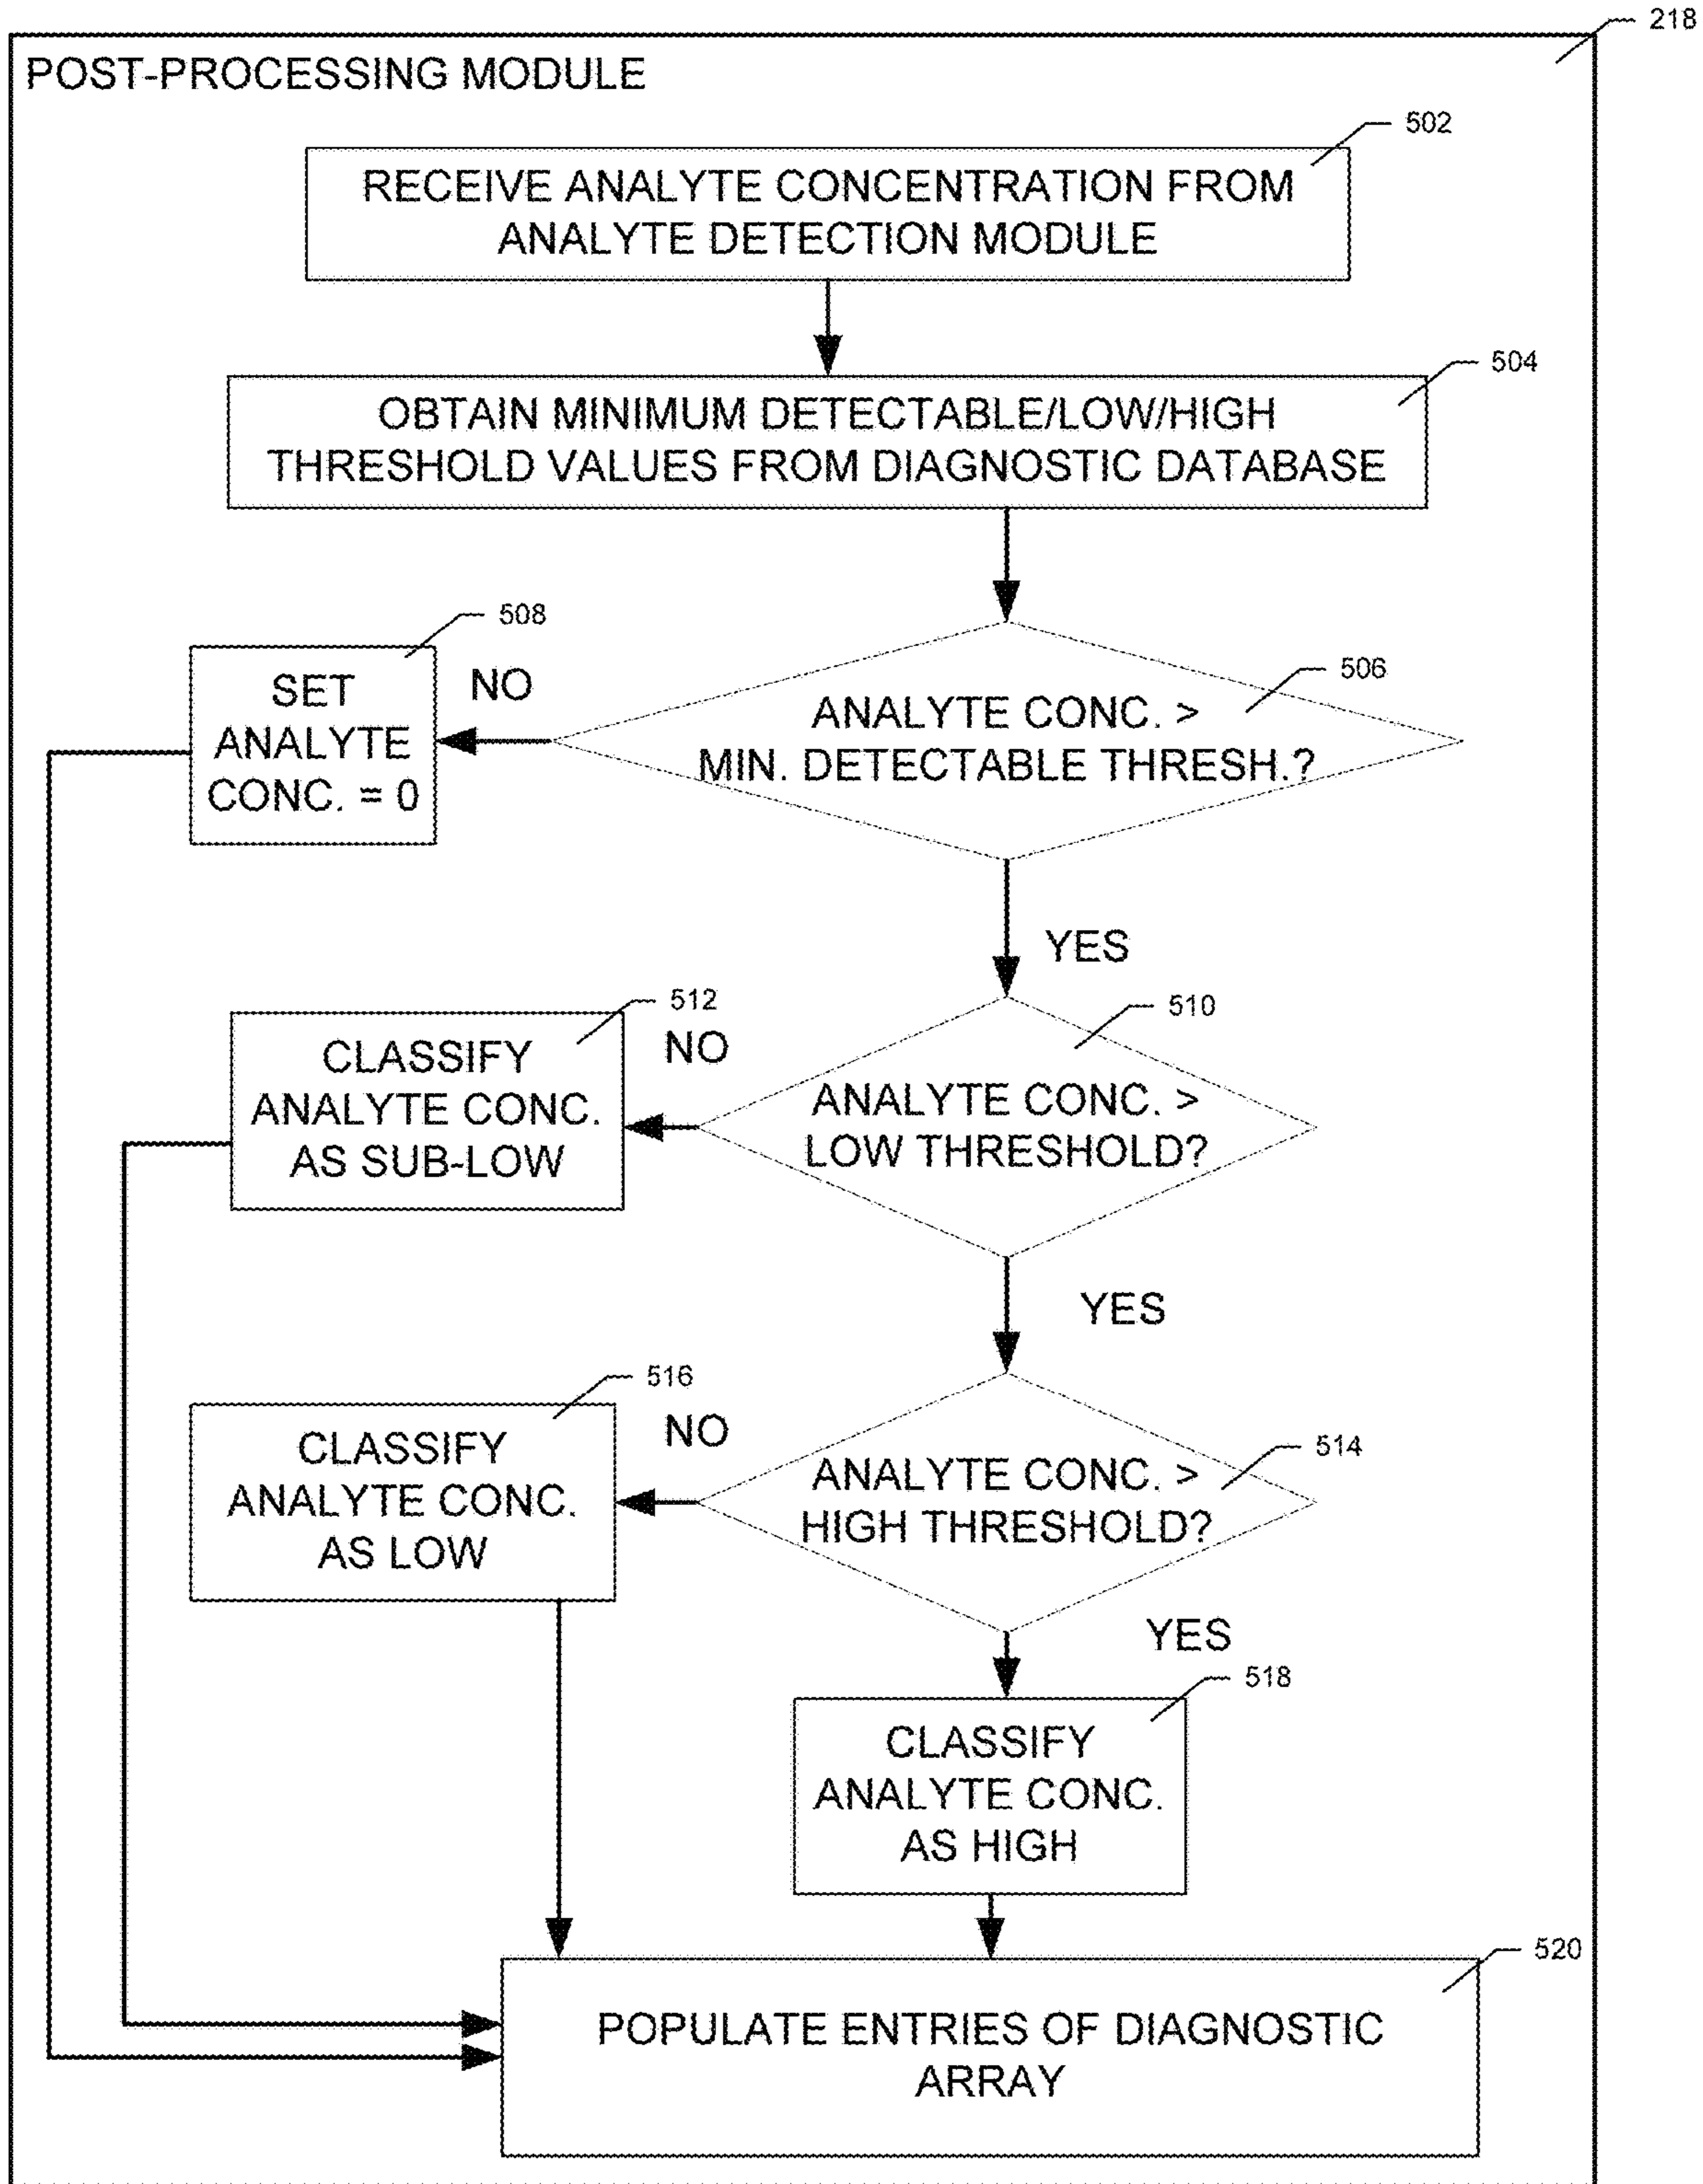 218
POST-PROCESSING MODULE
502
RECEIVE ANALYTE CONCENTRATION FROM
ANALYTE DETECTION MODULE
504
OBTAIN MINIMUM DETECTABLE/LOW/HIGH
THRESHOLD VALUES FROM DIAGNOSTIC DATABASE
508
SET
ANALYTE
CONC. = 0
NO
506
ANALYTE CONC. >
MIN. DETECTABLE THRESH.?
YES
512
CLASSIFY
ANALYTE CONC.
AS SUB-LOW
NO
510
ANALYTE CONC. >
LOW THRESHOLD?
YES
516
CLASSIFY
ANALYTE CONC.
AS LOW
NO
514
ANALYTE CONC. >
HIGH THRESHOLD?
YES
518
CLASSIFY
ANALYTE CONC.
AS HIGH
520
POPULATE ENTRIES OF DIAGNOSTIC
ARRAY